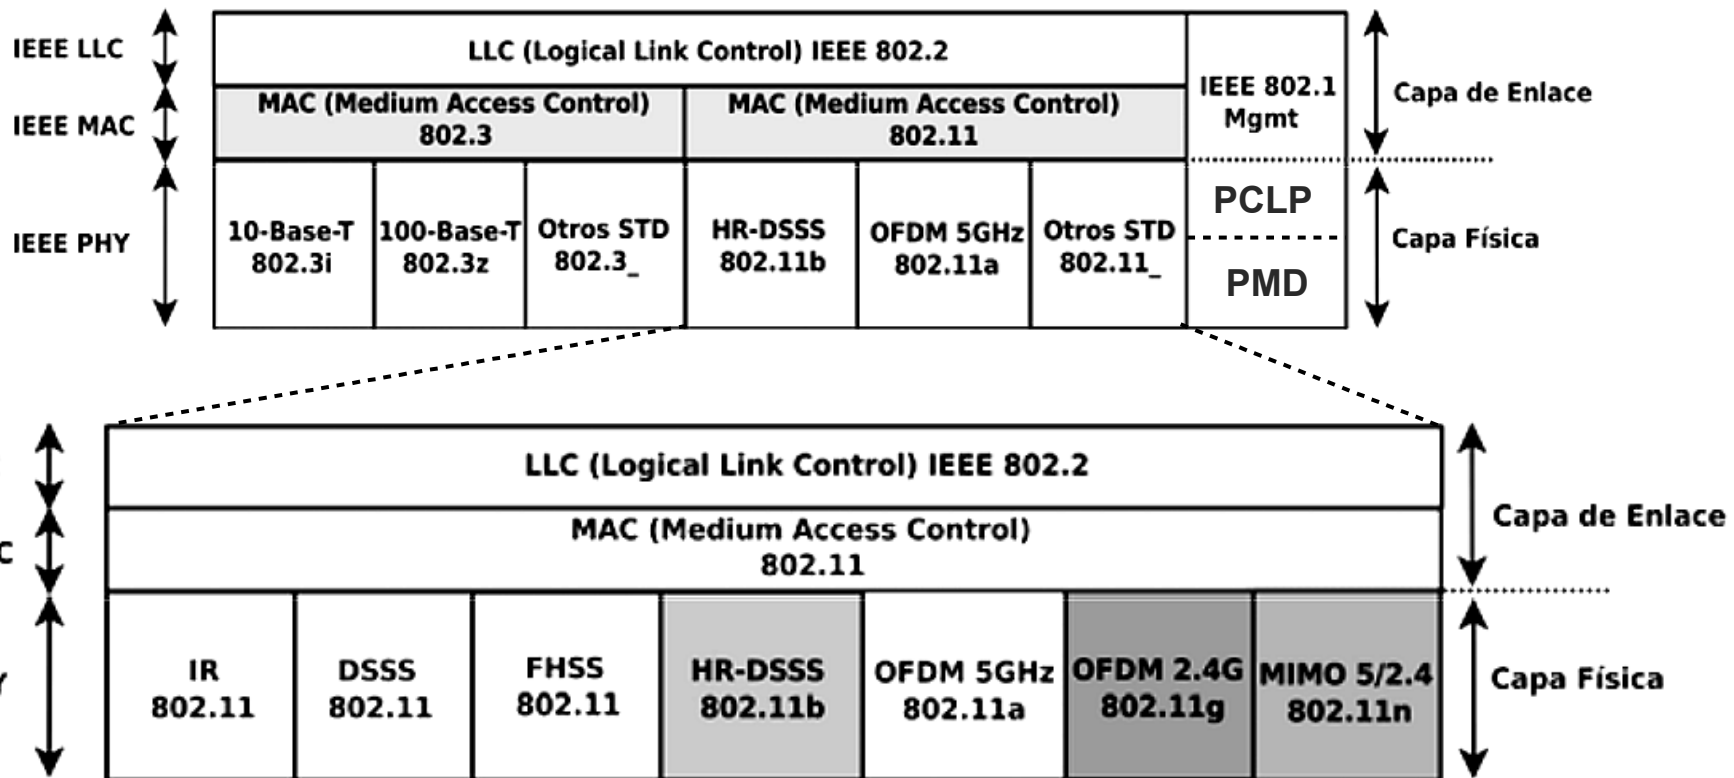 IEEE LLC
LLC (Logical Link Control) IEEE 802.2
IEEE 802.1
Mgmt
Capa de Enlace
IEEE MAC
MAC (Medium Access Control)
802.3
MAC (Medium Access Control)
802.11
IEEE PHY
10-Base-T
802.3i
100-Base-T
802.3z
Otros STD
802.3_
HR-DSSS
802.11b
OFDM 5GHz
802.11a
Otros STD
802.11_
PCLP
PMD
Capa Física
LLC (Logical Link Control) IEEE 802.2
Capa de Enlace
C
MAC (Medium Access Control)
802.11
Y
IR
802.11
DSSS
802.11
FHSS
802.11
HR-DSSS
802.11b
OFDM 5GHz
802.11a
OFDM 2.4G
802.11g
MIMO 5/2.4
802.11n
Capa Física